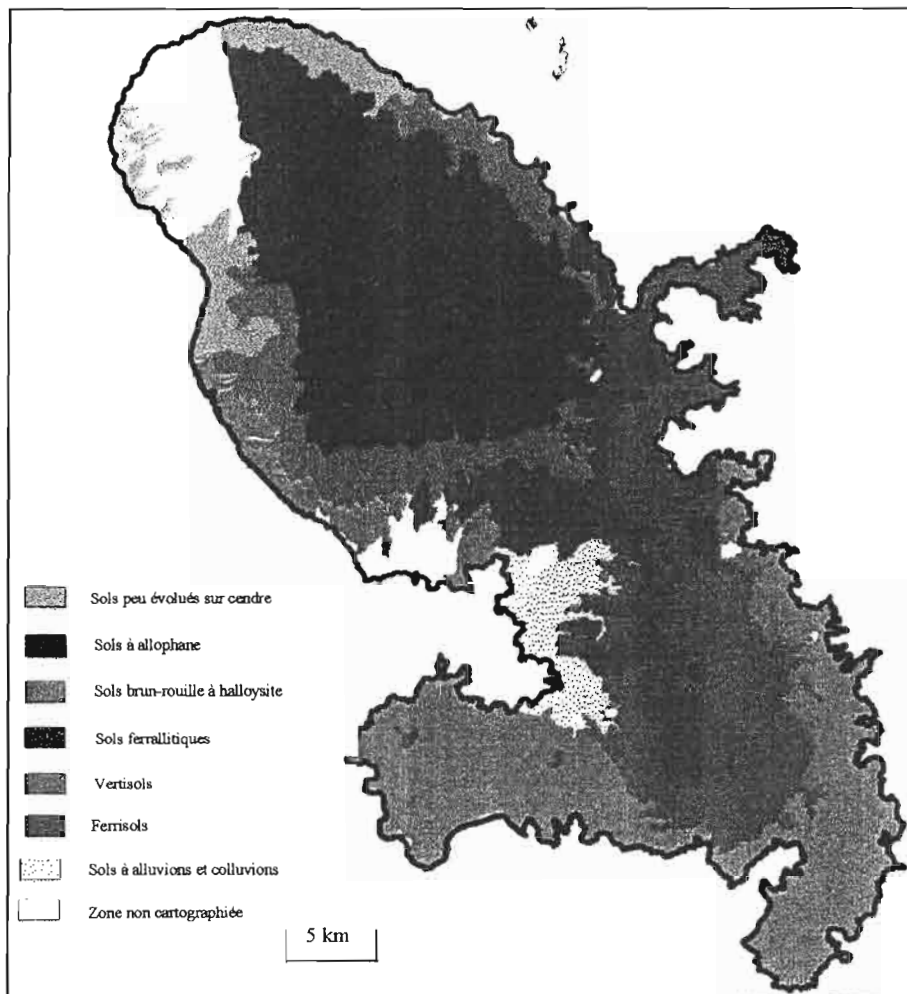 Sols peu évolués sur cendre
Sols à allophane
Sols brun-rouille à halloysite
Sols ferrallitiques
Vertisols
Ferrisols
Sols à alluvions et colluvions
Zone non cartographiée
5 km